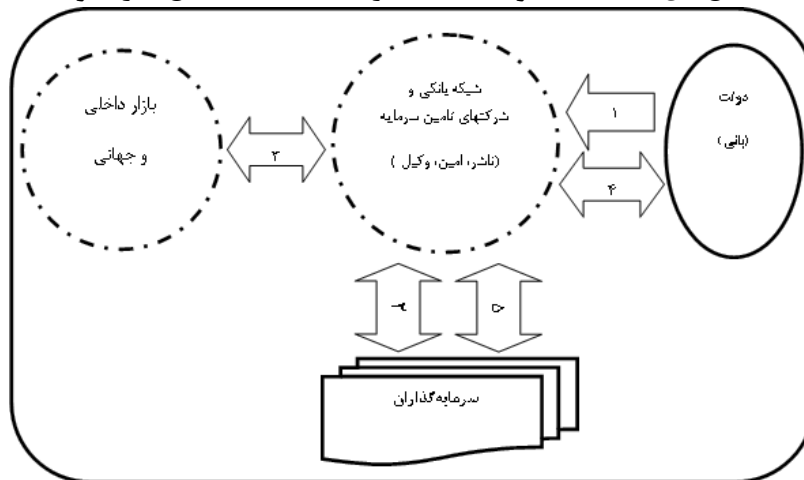 دولت
(بانی)
۱
۴
شبکه بانکی و
شرکتهای تامین سرمایه
(ناشر، امین، وکیل )
۳
بازار داخلی
و جهانی
۲
۵
سرمایه‌گذاران